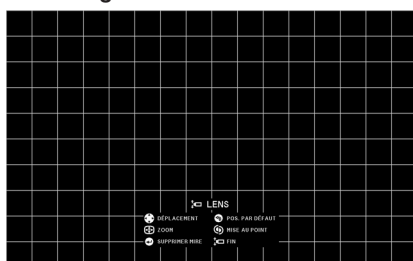 LENS
DÉPLACEMENT POS. PAR DÉFAUT
ZOOM MISE AU POINT
SUPPRIMER MIRE FIN